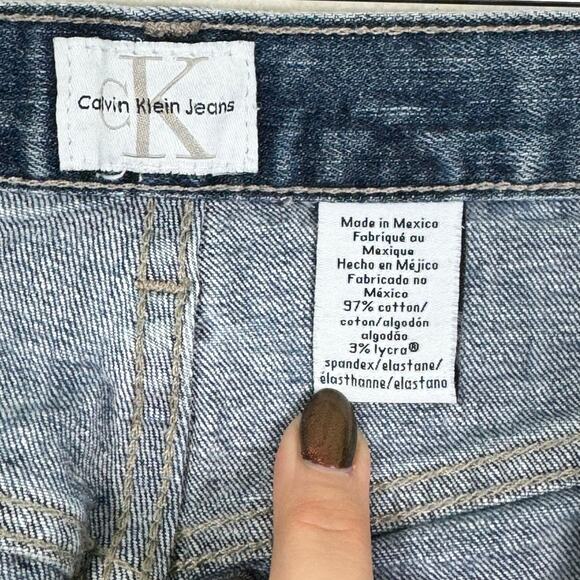 CK
Calvin Klein Jeans
Made in Mexico
Fabriqué au
Mexique
Hecho en Méjico
Fabricado no
México
97% cotton/
coton/algodón
algodão
3% lycra®
spandex/elastane/
élasthanne/elastano